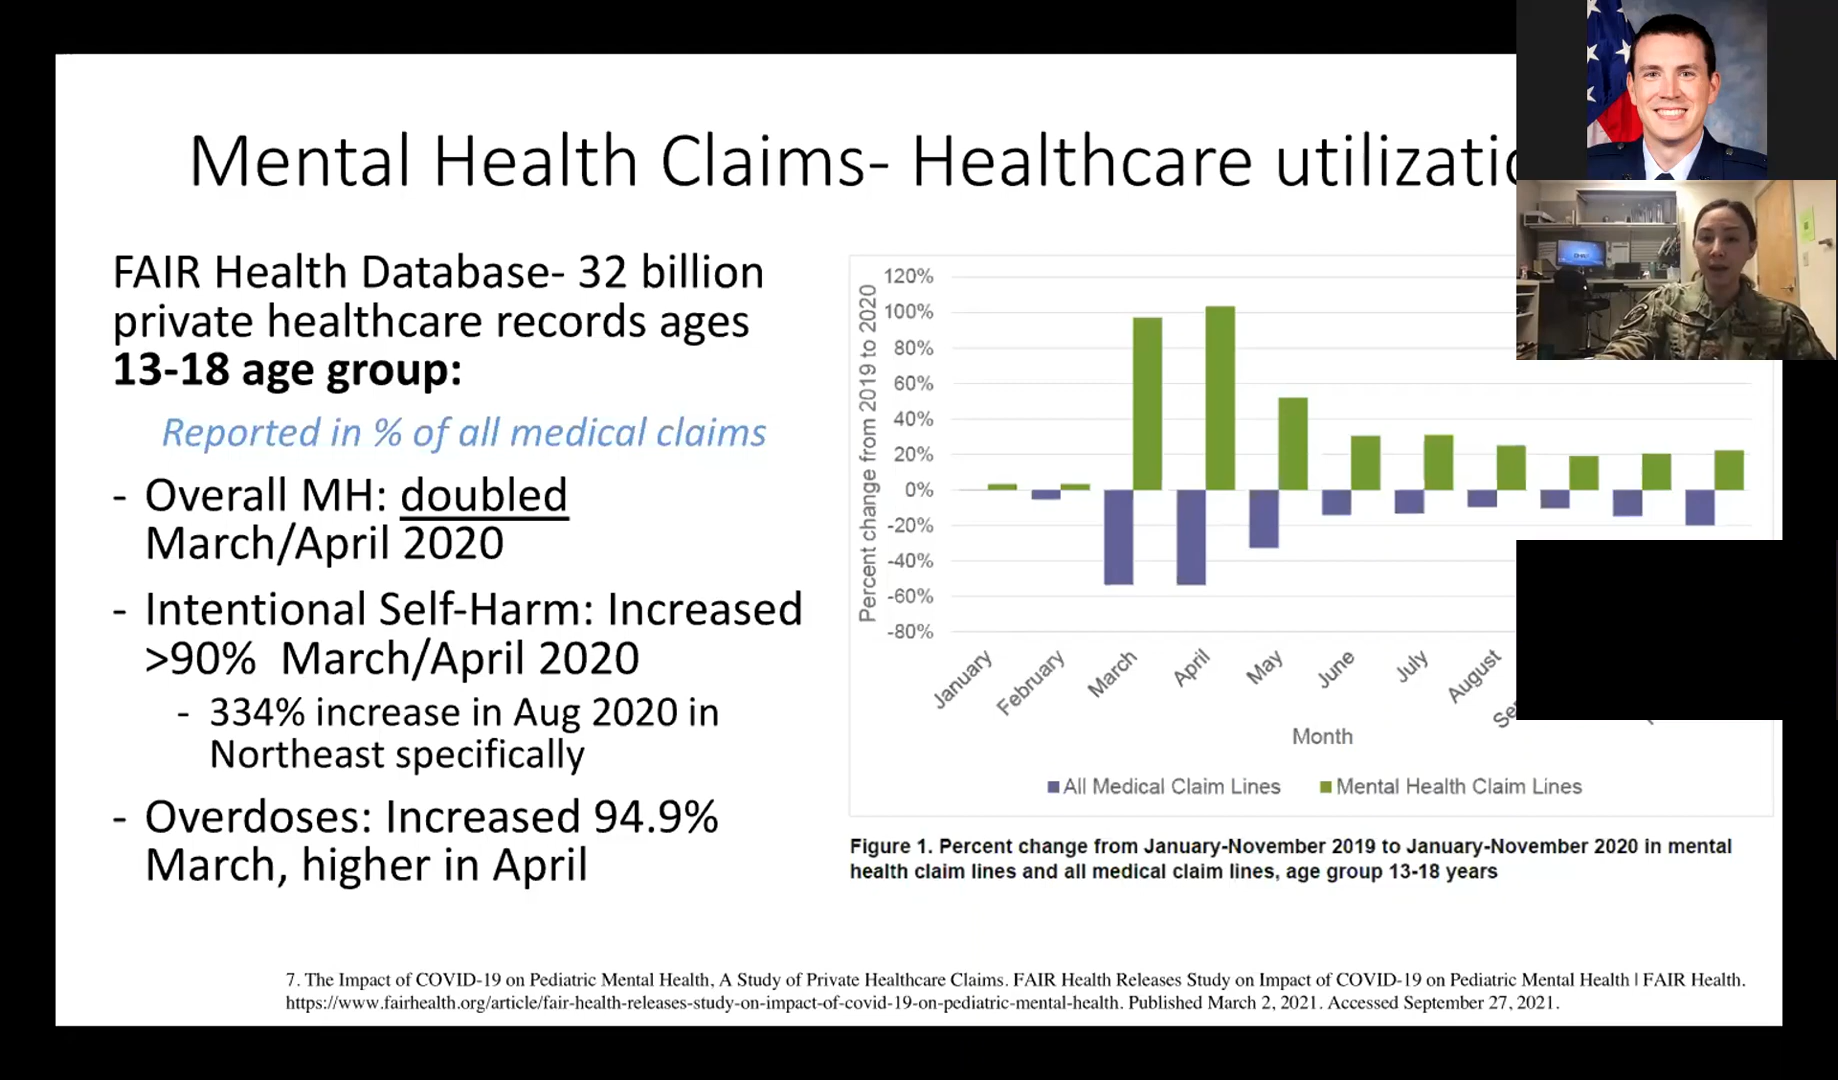 Mental Health Claims- Healthcare utilizatio
FAIR Health Database- 32 billion
private healthcare records ages
13-18 age group:
Reported in % of all medical claims
- Overall MH: doubled
March/April 2020
- Intentional Self-Harm: Increased
>90% March/April 2020
- 334% increase in Aug 2020 in
Northeast specifically
- Overdoses: Increased 94.9%
March, higher in April
Percent change from 2019 to 2020
120%
100%
80%
60%
40%
20%
0%
-20%
-40%
-60%
-80%
January
February
March
April
May
June
July
August
Month
All Medical Claim Lines
Mental Health Claim Lines
Figure 1. Percent change from January-November 2019 to January-November 2020 in mental
health claim lines and all medical claim lines, age group 13-18 years
7. The Impact of COVID-19 on Pediatric Mental Health, A Study of Private Healthcare Claims. FAIR Health Releases Study on Impact of COVID-19 on Pediatric Mental Health | FAIR Health.
https://www.fairhealth.org/article/fair-health-releases-study-on-impact-of-covid-19-on-pediatric-mental-health. Published March 2, 2021. Accessed September 27, 2021.